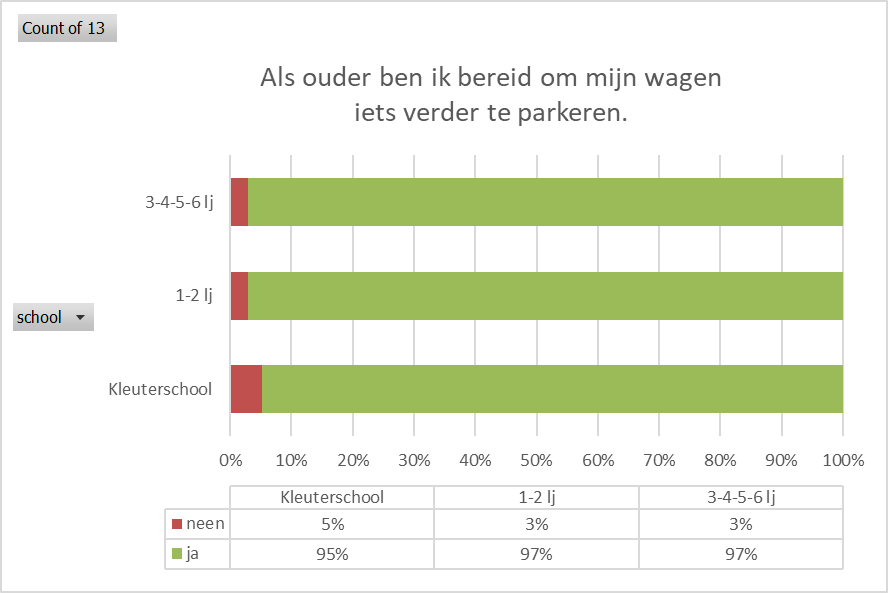 Count of 13
Als ouder ben ik bereid om mijn wagen
iets verder te parkeren.
3-4-5-6 lj
1-2 lj
school
Kleuterschool
0% 10% 20% 30% 40% 50% 60% 70% 80% 90% 100%
Kleuterschool 1-2 lj 3-4-5-6 lj
neen 5% 3% 3%
ja 95% 97% 97%